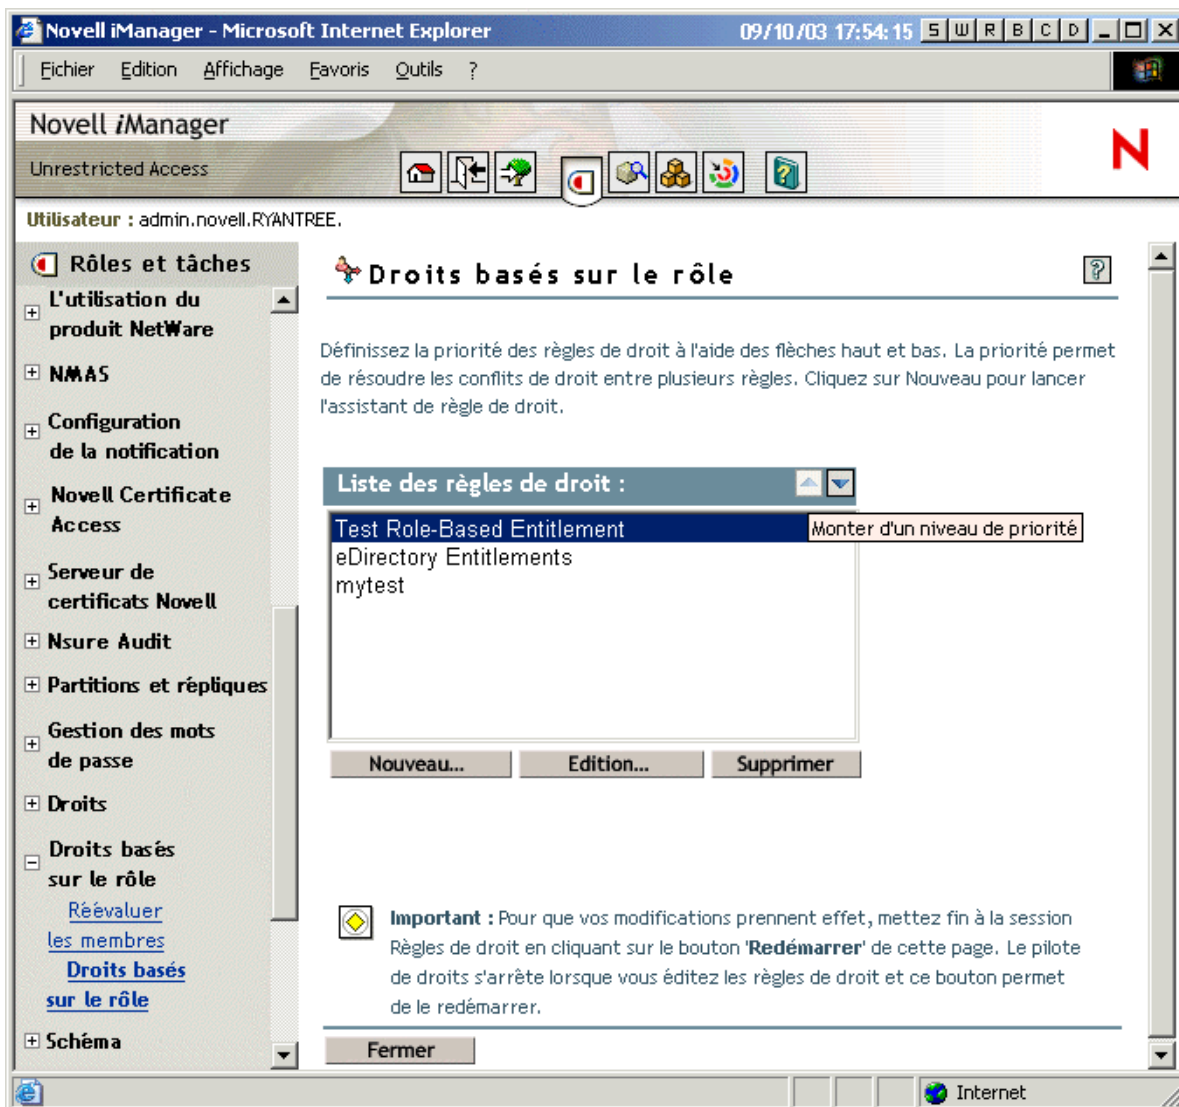 Novell iManager - Microsoft Internet Explorer
09/10/03 17:54:15 S W R B C D
Fichier Edition Affichage Favoris Outils ?
Novell iManager
N
Unrestricted Access
Utilisateur : admin.novell.RYANTREE.
Rôles et tâches
L'utilisation du
produit NetWare
NMAS
Configuration
de la notification
Novell Certificate
Access
Serveur de
certificats Novell
Nsure Audit
Partitions et répliques
Gestion des mots
de passe
Droits
Droits basés
sur le rôle
Réévaluer
les membres
Droits basés
sur le rôle
Schéma
Droits basés sur le rôle
?
Définissez la priorité des règles de droit à l'aide des flèches haut et bas. La priorité permet
de résoudre les conflits de droit entre plusieurs règles. Cliquez sur Nouveau pour lancer
l'assistant de règle de droit.
Liste des règles de droit :
Test Role-Based Entitlement
Monter d'un niveau de priorité
eDirectory Entitlements
mytest
Nouveau... Edition... Supprimer
Important : Pour que vos modifications prennent effet, mettez fin à la session
Règles de droit en cliquant sur le bouton 'Redémarrer' de cette page. Le pilote
de droits s'arrête lorsque vous éditez les règles de droit et ce bouton permet
de le redémarrer.
Fermer
Internet